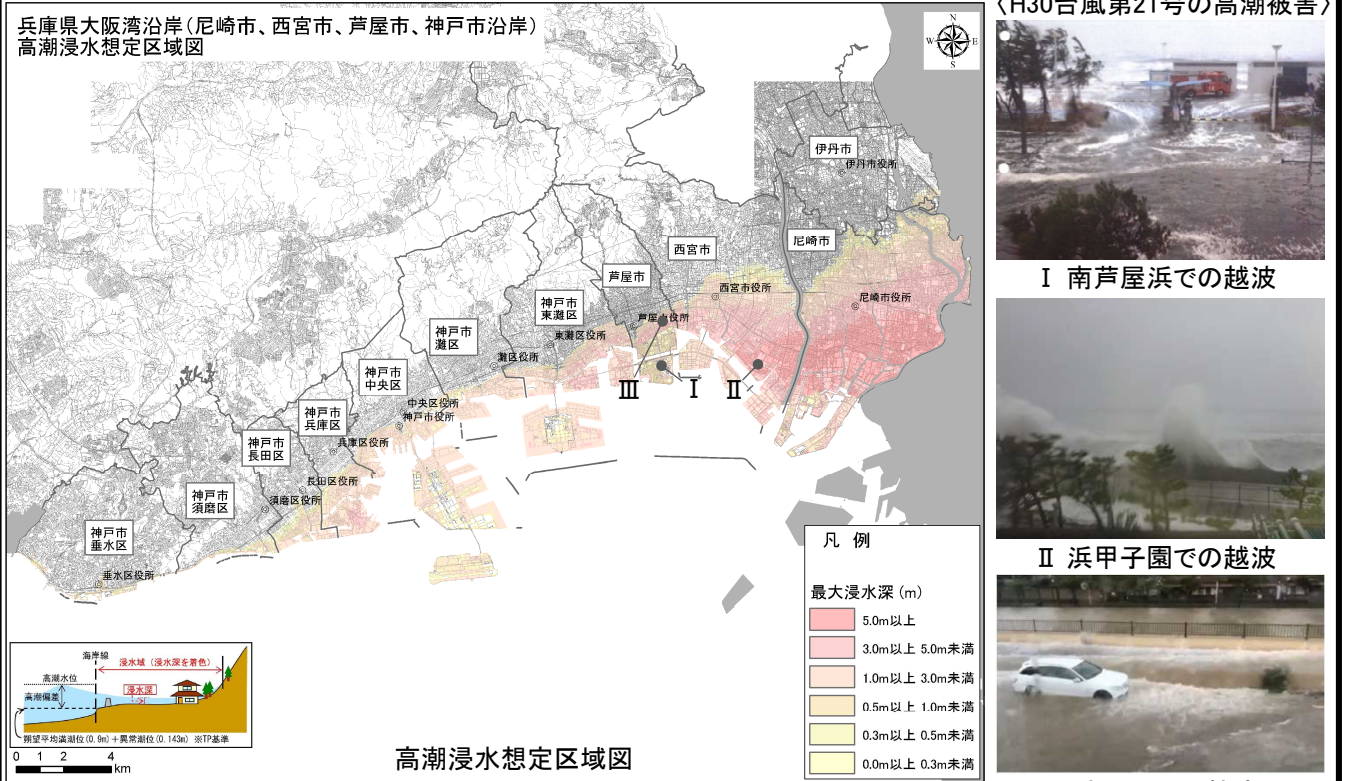 兵庫県大阪湾沿岸(尼崎市、西宮市、芦屋市、神戸市沿岸)
高潮浸水想定区域図
N
W
E
S
伊丹市
伊丹市役所
尼崎市
西宮市
西宮市役所
尼崎市役所
芦屋市
芦屋市役所
神戸市
東灘区
東灘区役所
神戸市
灘区
灘区役所
神戸市
中央区
中央区役所
神戸市役所
神戸市
兵庫区
兵庫区役所
神戸市
長田区
長田区役所
神戸市
須磨区
須磨区役所
神戸市
垂水区
垂水区役所
Ⅲ
Ⅰ
Ⅱ
凡 例
最大浸水深(m)
5.0m以上
3.0m以上 5.0m未満
1.0m以上 3.0m未満
0.5m以上 1.0m未満
0.3m以上 0.5m未満
0.0m以上 0.3m未満
海岸線
浸水域(浸水深を着色)
高潮水位
高潮偏差
浸水深
朔望平均満潮位(0.9m)+異常潮位(0.143m) ※TP基準
0 1 2 4
km
高潮浸水想定区域図
〈H30台風第21号の高潮被害〉
Ⅰ 南芦屋浜での越波
Ⅱ 浜甲子園での越波